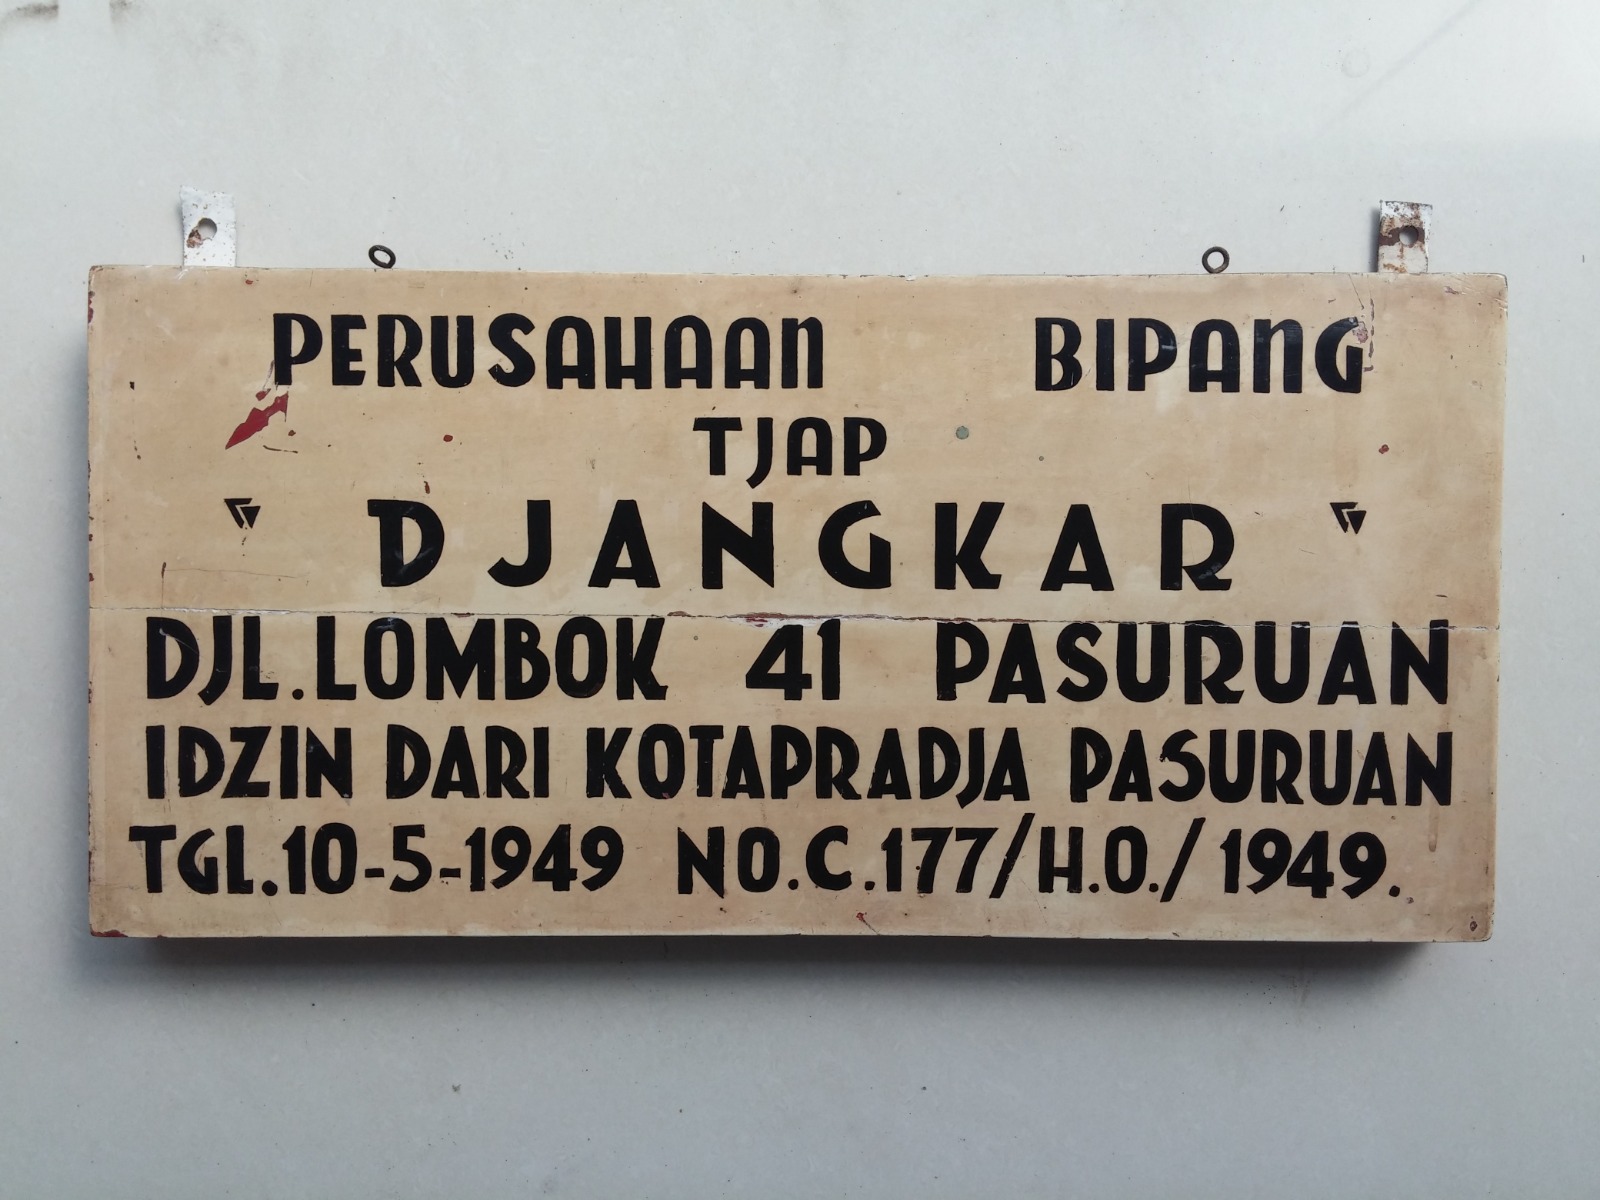 PERUSAHAAN BIPANG
TJAP
" DJANGKAR "
DJL. LOMBOK 41 PASURUAN
IDZIN DARI KOTAPRADJA PASURUAN
TGL. 10-5-1949 NO. C. 177/H.O./1949.